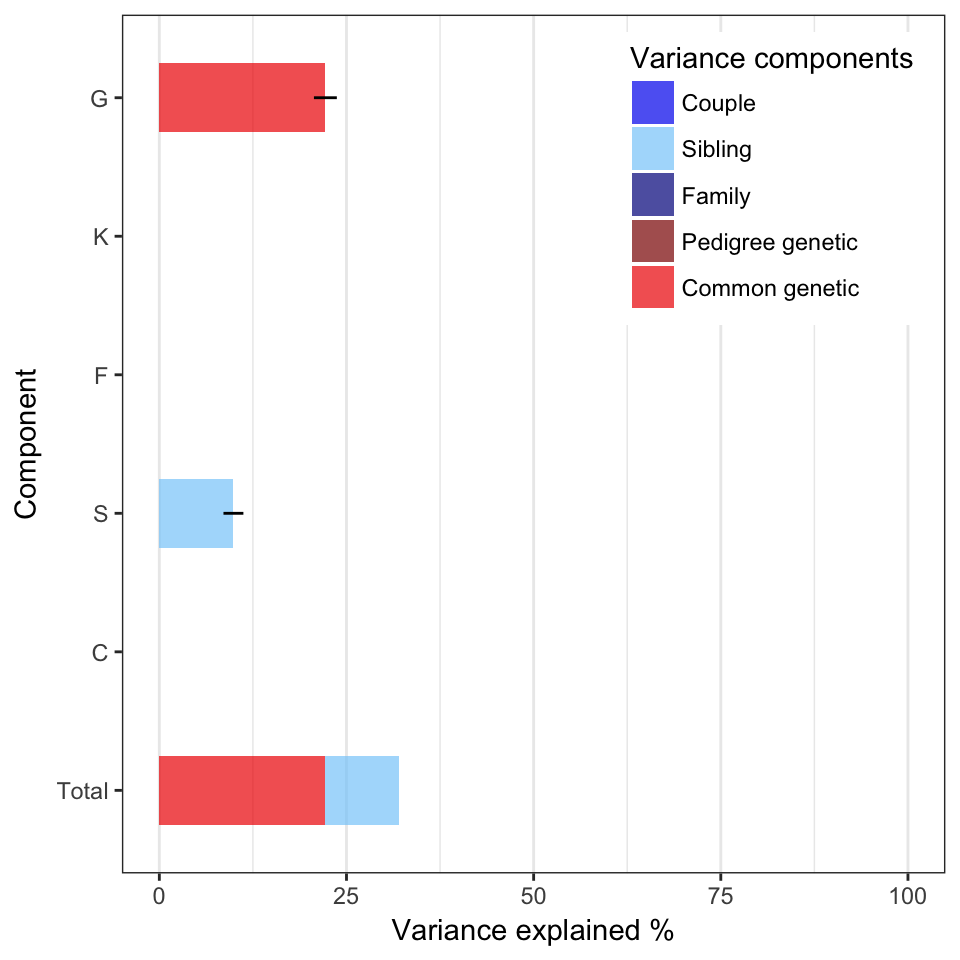 Variance components
Couple
Sibling
Family
Pedigree genetic
Common genetic
G
K
F
S
C
Total
Component
0 25 50 75 100
Variance explained %